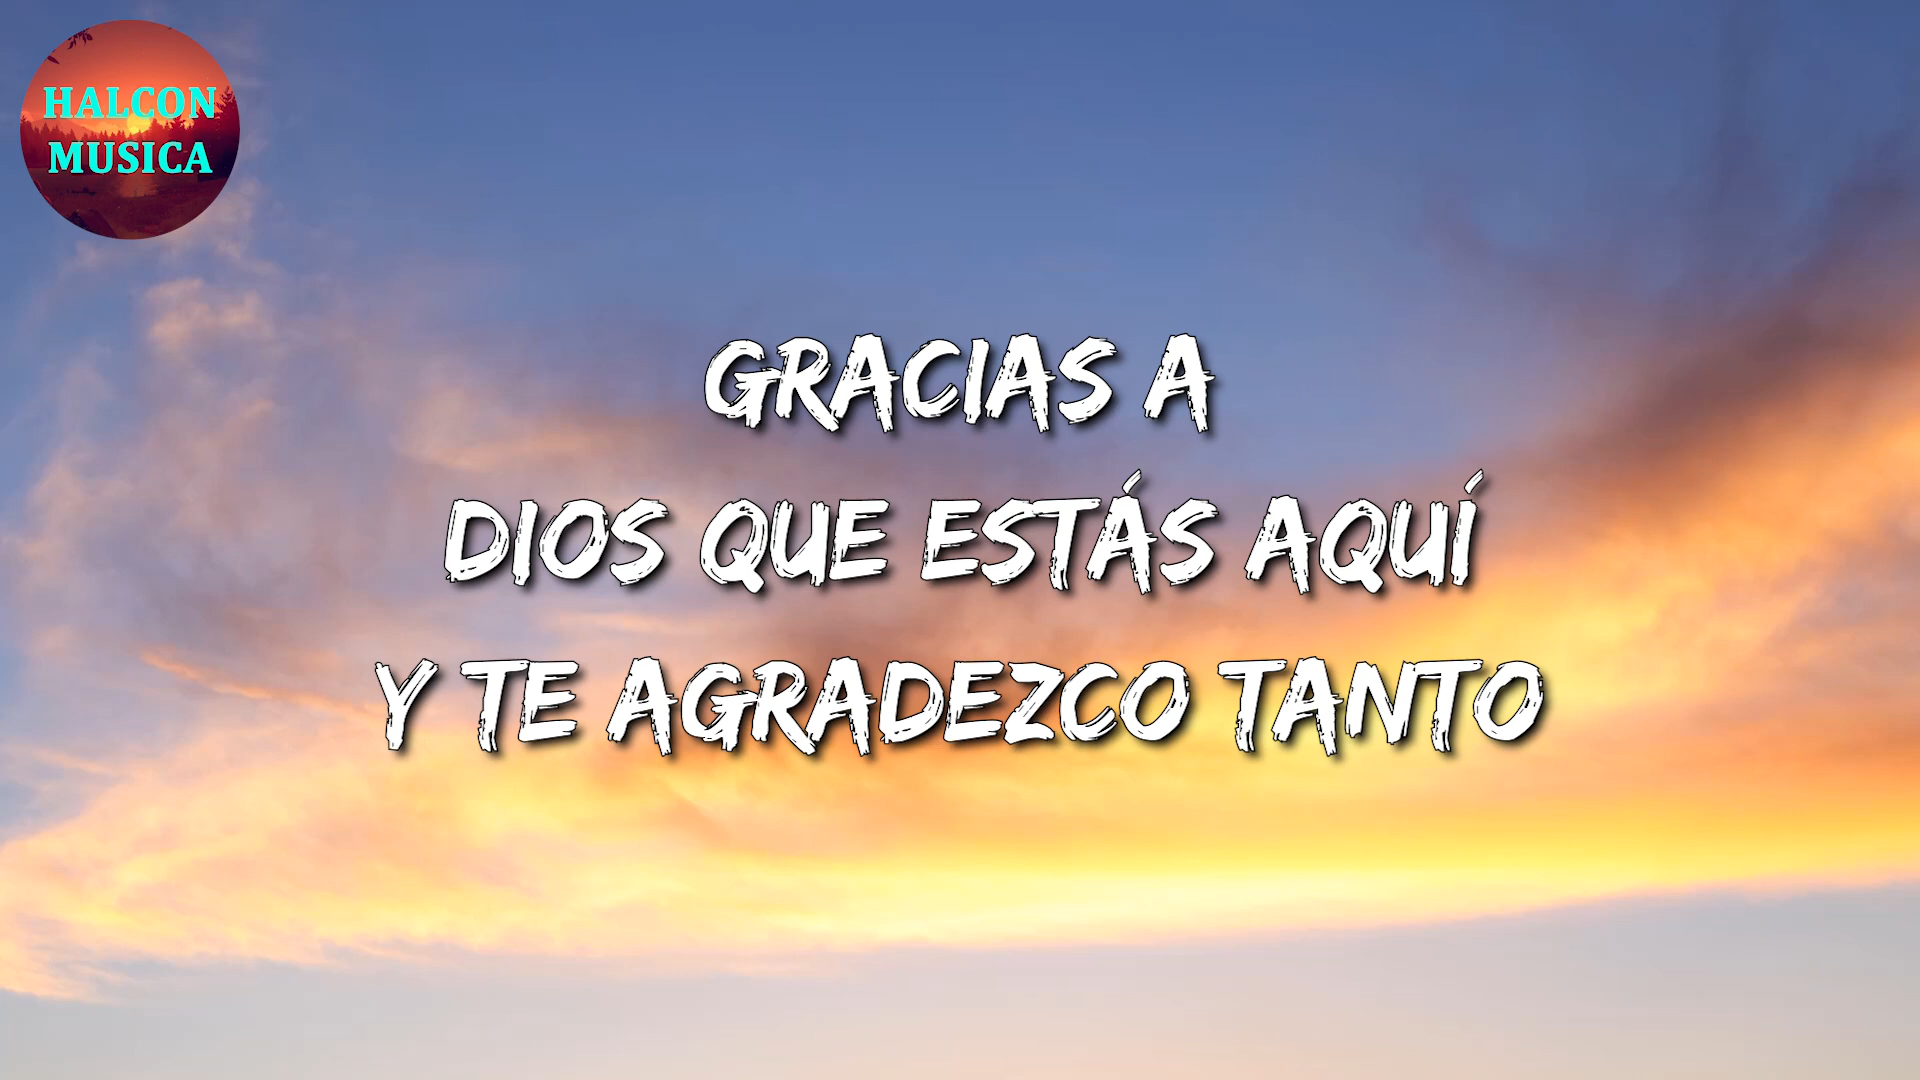 HALCON
MUSICA
GRACIAS A
DIOS QUE ESTÁS AQUÍ
Y TE AGRADEZCO TANTO